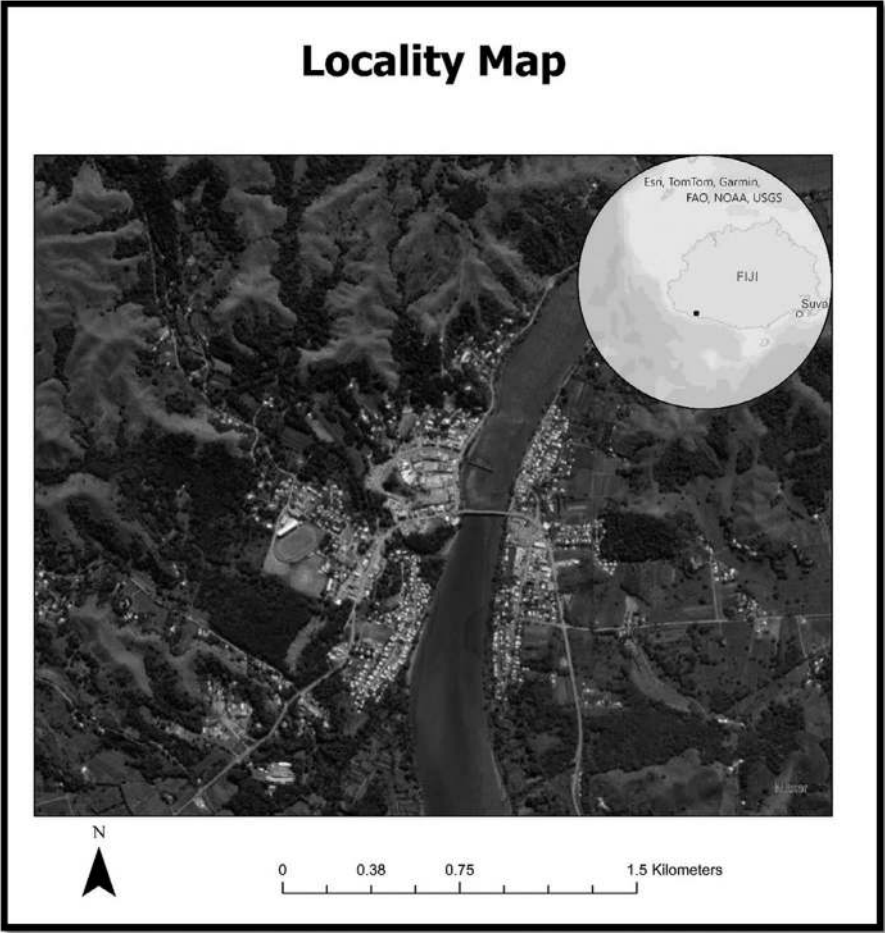 Locality Map
Esri, TomTom, Garmin,
FAO, NOAA, USGS
FIJI
Suva
N
0 0.38 0.75 1.5 Kilometers